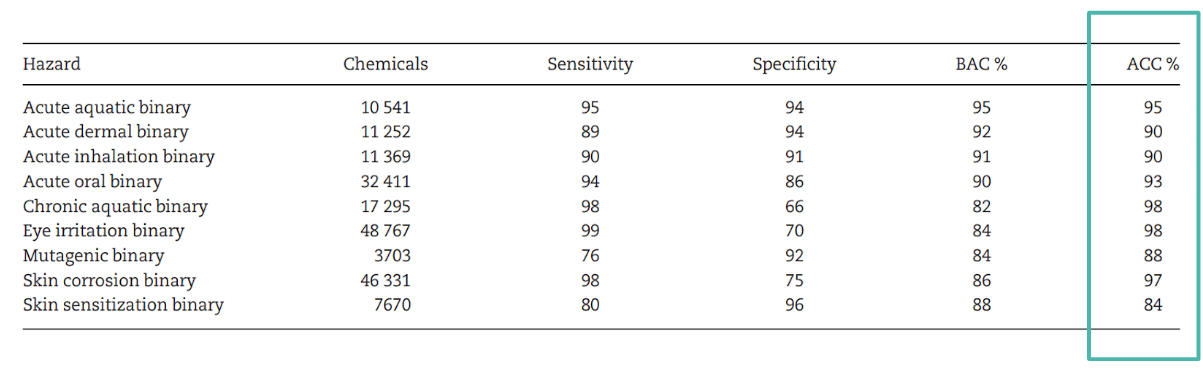 Hazard Chemicals Sensitivity Specificity BAC % ACC %
Acute aquatic binary 10 541 95 94 95 95
Acute dermal binary 11 252 89 94 92 90
Acute inhalation binary 11 369 90 91 91 90
Acute oral binary 32 411 94 86 90 93
Chronic aquatic binary 17 295 98 66 82 98
Eye irritation binary 48 767 99 70 84 98
Mutagenic binary 3703 76 92 84 88
Skin corrosion binary 46 331 98 75 86 97
Skin sensitization binary 7670 80 96 88 84